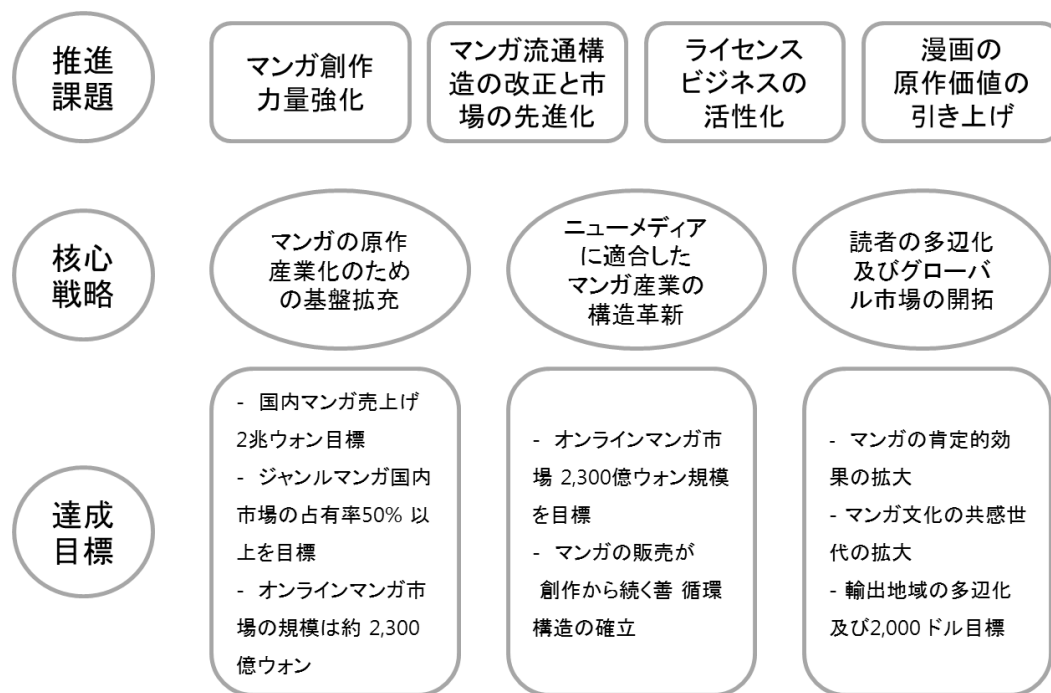 推進
課題
マンガ創作
力量強化
マンガ流通構
造の改正と市
場の先進化
ライセンス
ビジネスの
活性化
漫画の
原作価値の
引き上げ
核心
戦略
マンガの原作
産業化のため
の基盤拡充
ニューメディア
に適合した
マンガ産業の
構造革新
読者の多辺化
及びグローバ
ル市場の開拓
達成
目標
- 国内マンガ売上げ
2兆ウォン目標
- ジャンルマンガ国内
市場の占有率50% 以
上を目標
- オンラインマンガ市
場の規模は約 2,300
億ウォン
- オンラインマンガ市
場 2,300億ウォン規模
を目標
- マンガの販売が
創作から続く善 循環
構造の確立
- マンガの肯定的効
果の拡大
- マンガ文化の共感世
代の拡大
- 輸出地域の多辺化
及び2,000 ドル目標